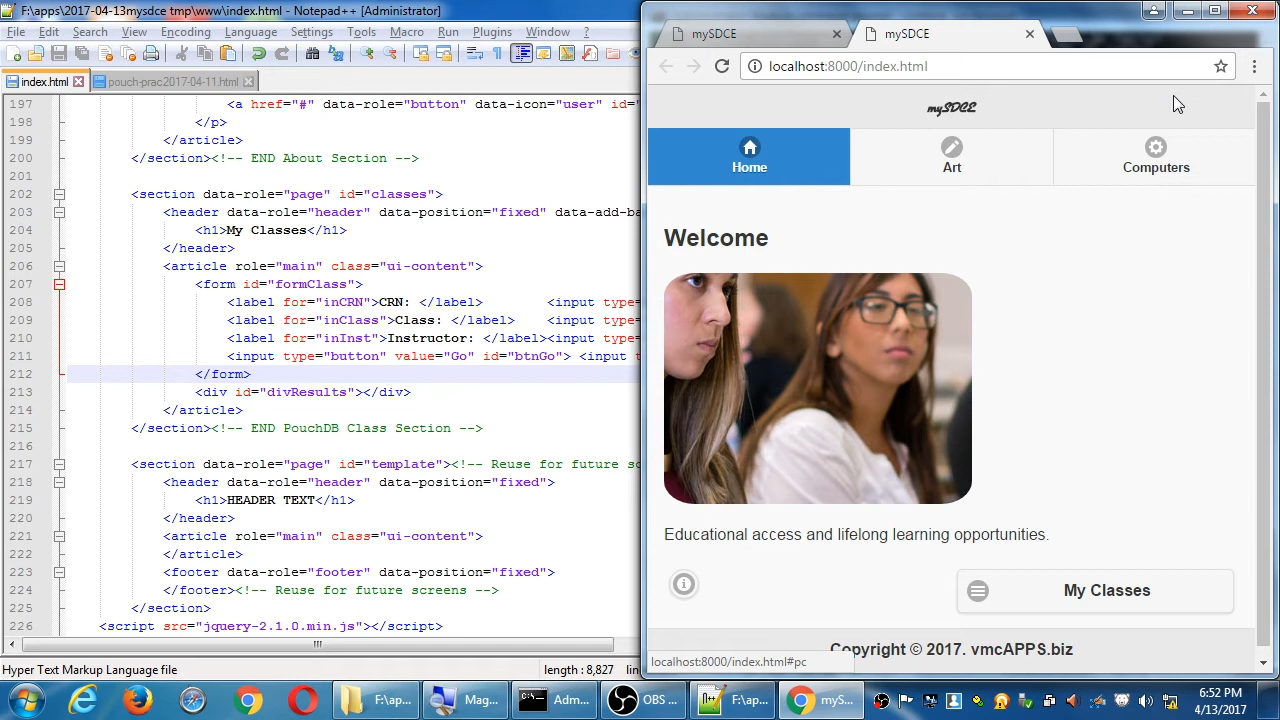 F:\apps\2017-04-13mysdce tmp\www\index.html - Notepad++ [Administrator]
File Edit Search View Encoding Language Settings Tools Macro Run Plugins Window ?
index.html pouch-prac2017-04-11.html
197 <a href="#" data-role="button" data-icon="user" id="
198 </p>
199 </article>
200 </section><!-- END About Section -->
201
202 <section data-role="page" id="classes">
203 <header data-role="header" data-position="fixed" data-add-ba
204 <h1>My Classes</h1>
205 </header>
206 <article role="main" class="ui-content">
207 <form id="formClass">
208 <label for="inCRN">CRN: </label> <input type=
209 <label for="inClass">Class: </label> <input type=
210 <label for="inInst">Instructor: </label><input type=
211 <input type="button" value="Go" id="btnGo"> <input t
212 </form>
213 <div id="divResults"></div>
214 </article>
215 </section><!-- END PouchDB Class Section -->
216
217 <section data-role="page" id="template"><!-- Reuse for future sc
218 <header data-role="header" data-position="fixed">
219 <h1>HEADER TEXT</h1>
220 </header>
221 <article role="main" class="ui-content">
222 </article>
223 <footer data-role="footer" data-position="fixed">
224 </footer><!-- Reuse for future screens -->
225 </section>
226 <script src="jquery-2.1.0.min.js"></script>
Hyper Text Markup Language file length : 8,827 lin
mySDCE mySDCE
localhost:8000/index.html
mySDCE
Home Art Computers
Welcome
Educational access and lifelong learning opportunities.
My Classes
Copyright © 2017. vmcAPPS.biz
localhost:8000/index.html#pc
F:\ap... Mag... Adm... OBS ... F:\ap... myS...
6:52 PM
4/13/2017